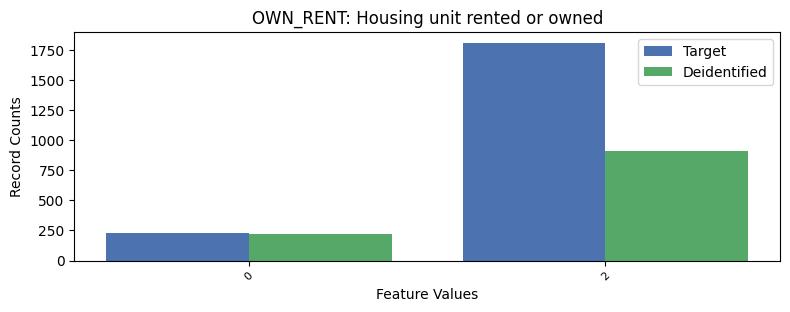 OWN_RENT: Housing unit rented or owned
Target
Deidentified
Record Counts
1750
1500
1250
1000
750
500
250
0
0
2
Feature Values